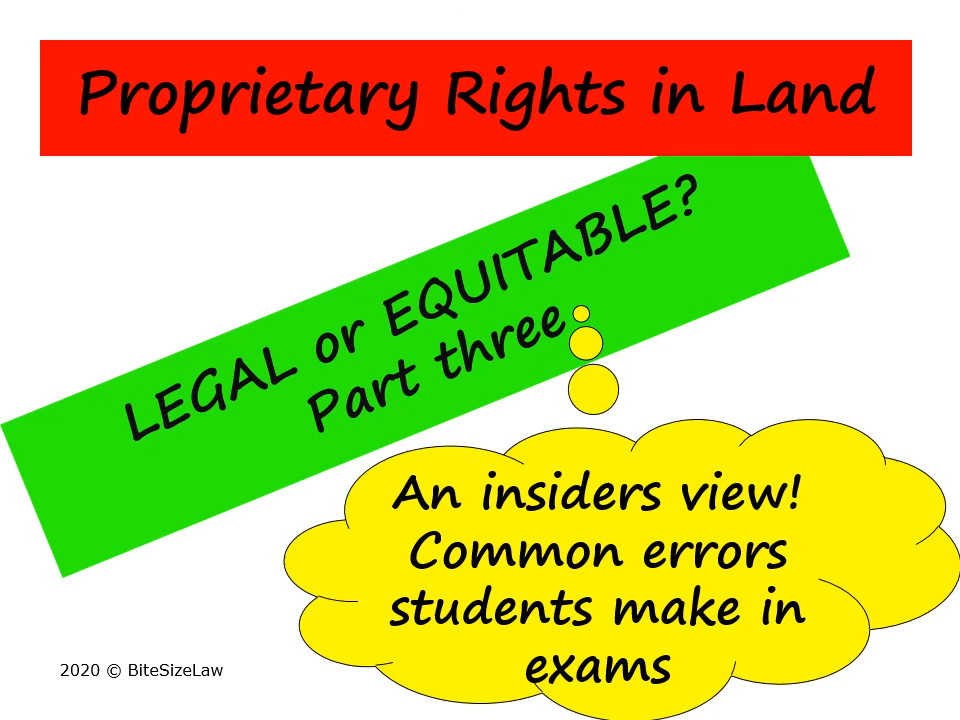 Proprietary Rights in Land
LEGAL or EQUITABLE?
Part three
An insiders view!
Common errors
students make in
exams
2020 © BiteSizeLaw